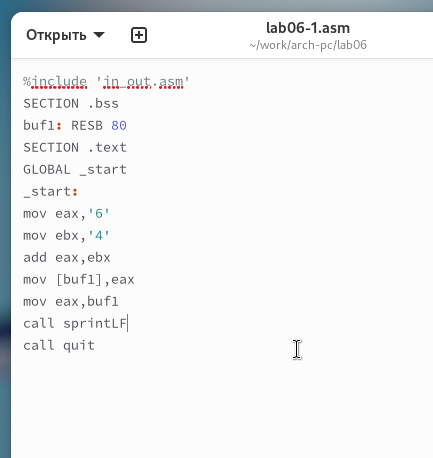 Открыть
lab06-1.asm
~/work/arch-pc/lab06
%include 'in_out.asm'
SECTION .bss
buf1: RESB 80
SECTION .text
GLOBAL _start
_start:
mov eax,'6'
mov ebx,'4'
add eax,ebx
mov [buf1],eax
mov eax,buf1
call sprintLF
call quit